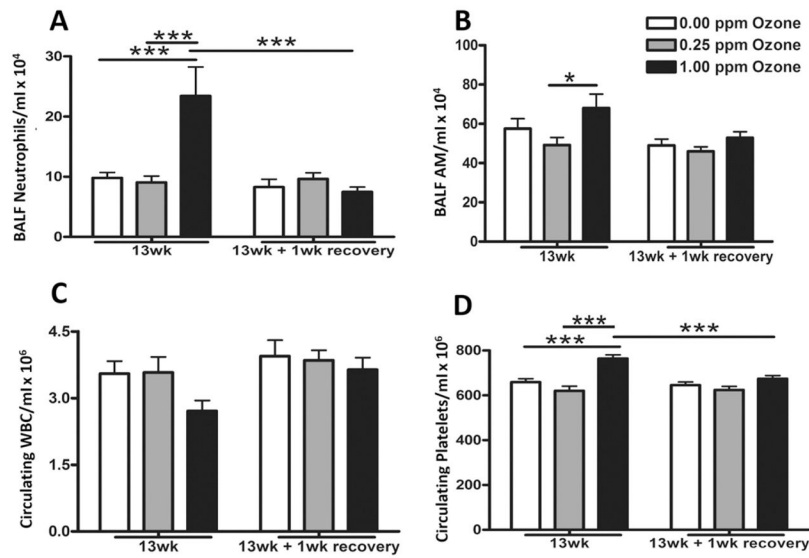 A
BALF Neutrophils/ml x 10⁴
30
20
10
0
***
***
***
13wk
13wk + 1wk recovery
B
BALF AM/ml x 10⁴
100
80
60
40
20
0
*
13wk
13wk + 1wk recovery
0.00 ppm Ozone
0.25 ppm Ozone
1.00 ppm Ozone
C
Circulating WBC/ml x 10⁶
4.5
3.0
1.5
0.0
13wk
13wk + 1wk recovery
D
Circulating Platelets/ml x 10⁶
800
600
400
200
0
***
***
***
13wk
13wk + 1wk recovery